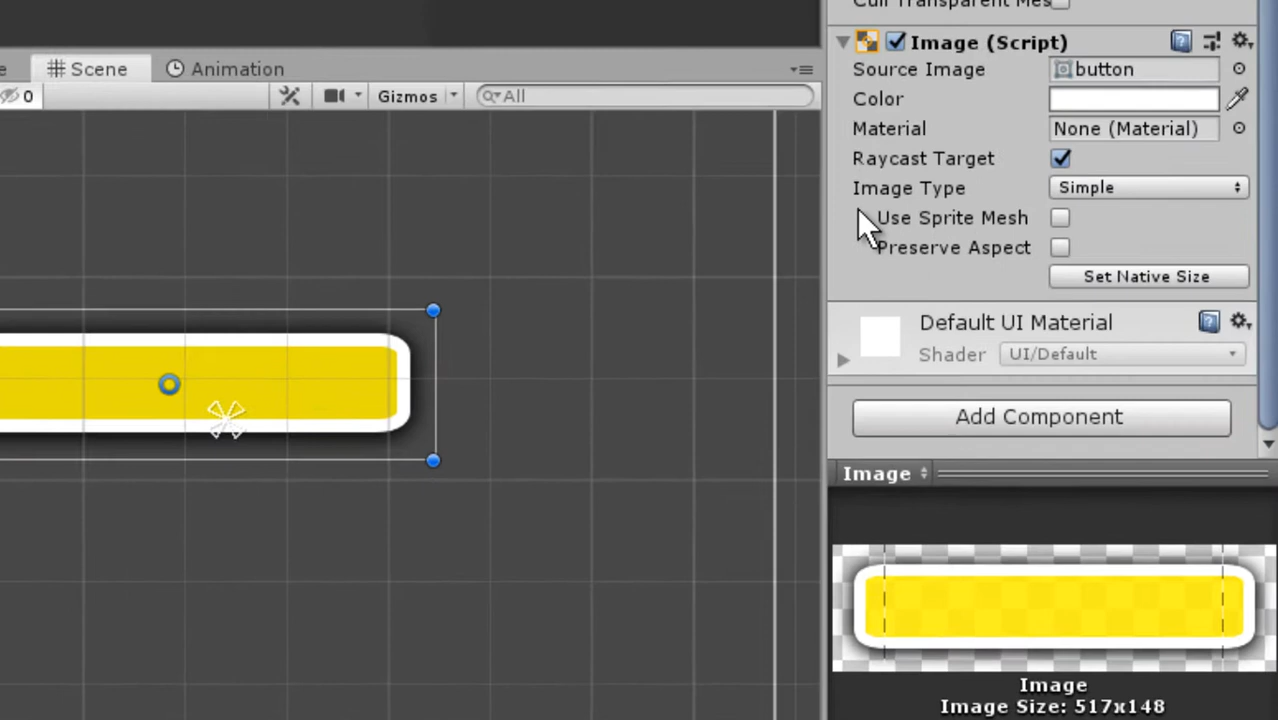 Image (Script)
Scene
Animation
Source Image
button
0
Gizmos
All
Color
Material
None (Material)
Raycast Target
Image Type
Simple
Use Sprite Mesh
Preserve Aspect
Set Native Size
Default UI Material
Shader
UI/Default
Add Component
Image
Image
Image Size: 517x148